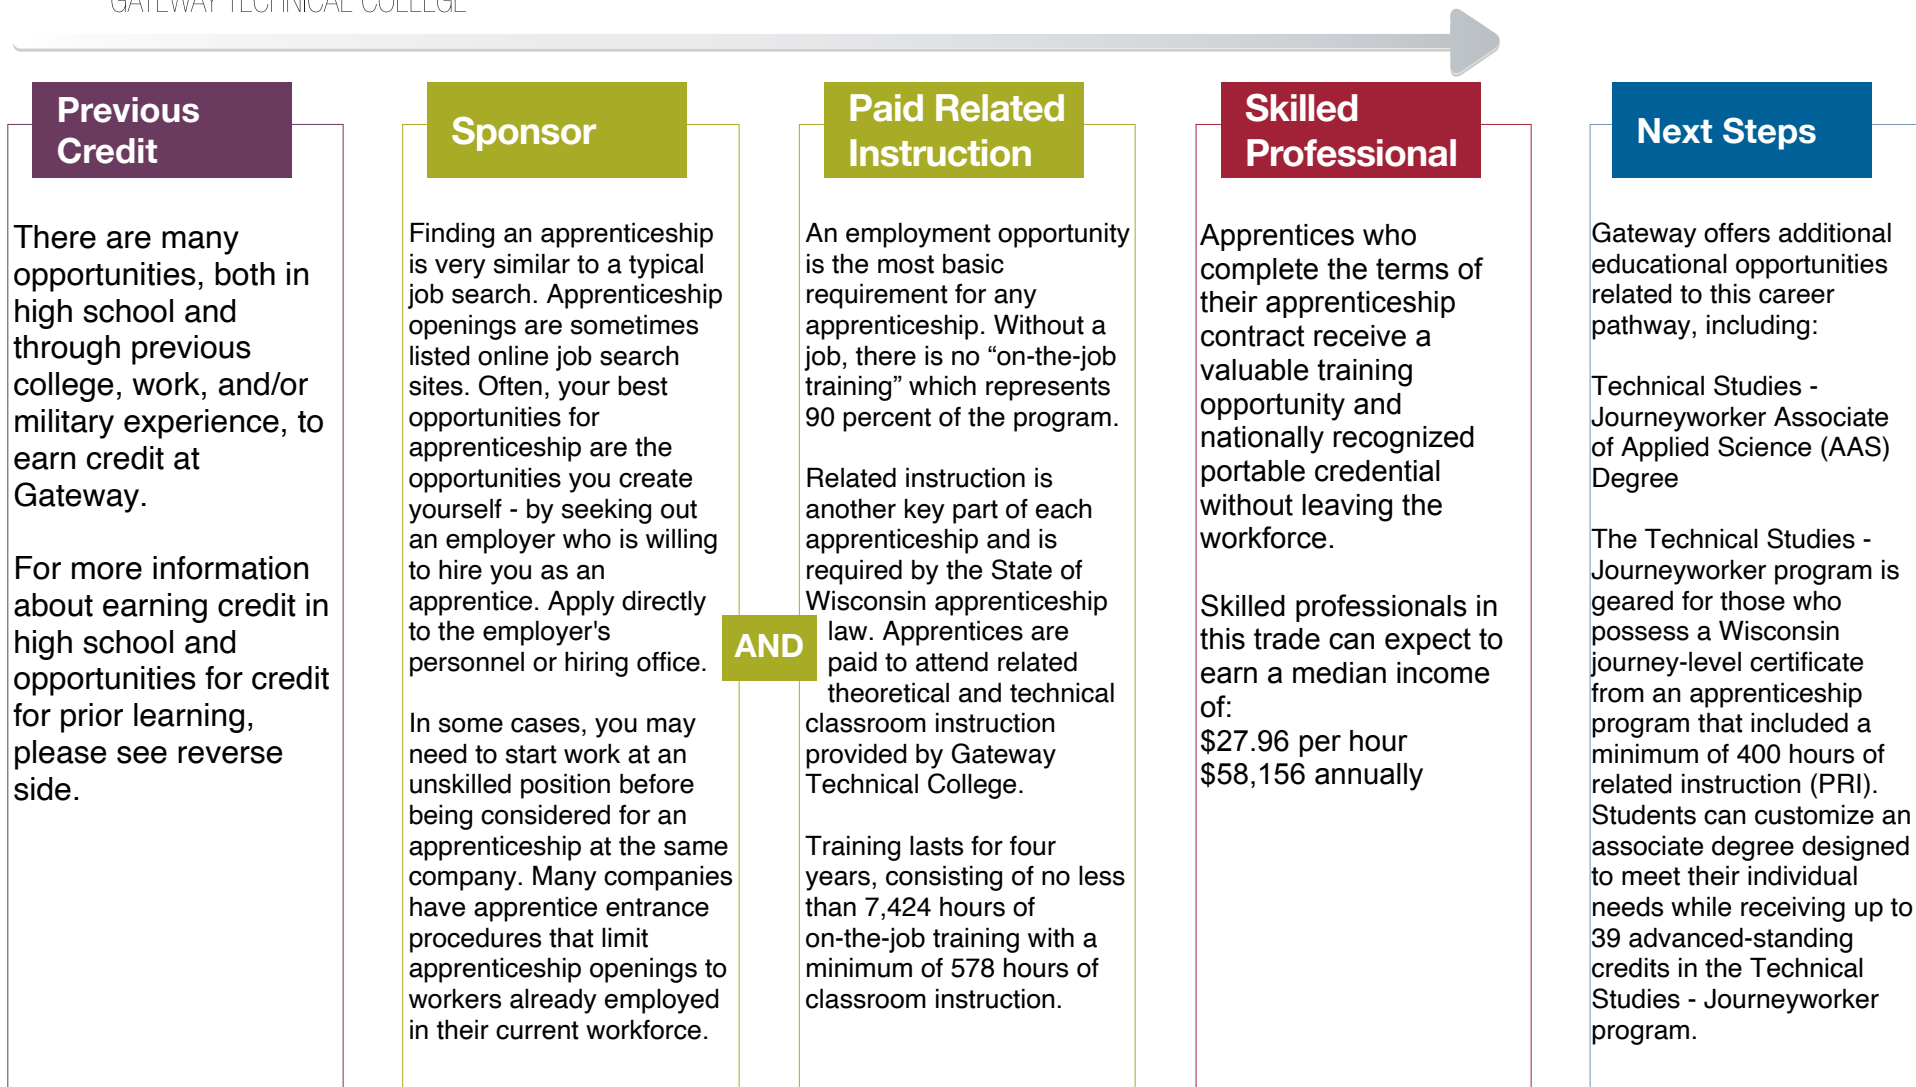 GATEWAY TECHNICAL COLLEGE
Previous
Credit
There are many
opportunities, both in
high school and
through previous
college, work, and/or
military experience, to
earn credit at
Gateway.
For more information
about earning credit in
high school and
opportunities for credit
for prior learning,
please see reverse
side.
Sponsor
Finding an apprenticeship
is very similar to a typical
job search. Apprenticeship
openings are sometimes
listed online job search
sites. Often, your best
opportunities for
apprenticeship are the
opportunities you create
yourself - by seeking out
an employer who is willing
to hire you as an
apprentice. Apply directly
to the employer's
personnel or hiring office.
In some cases, you may
need to start work at an
unskilled position before
being considered for an
apprenticeship at the same
company. Many companies
have apprentice entrance
procedures that limit
apprenticeship openings to
workers already employed
in their current workforce.
AND
Paid Related
Instruction
An employment opportunity
is the most basic
requirement for any
apprenticeship. Without a
job, there is no “on-the-job
training” which represents
90 percent of the program.
Related instruction is
another key part of each
apprenticeship and is
required by the State of
Wisconsin apprenticeship
law. Apprentices are
paid to attend related
theoretical and technical
classroom instruction
provided by Gateway
Technical College.
Training lasts for four
years, consisting of no less
than 7,424 hours of
on-the-job training with a
minimum of 578 hours of
classroom instruction.
Skilled
Professional
Apprentices who
complete the terms of
their apprenticeship
contract receive a
valuable training
opportunity and
nationally recognized
portable credential
without leaving the
workforce.
Skilled professionals in
this trade can expect to
earn a median income
of:
$27.96 per hour
$58,156 annually
Next Steps
Gateway offers additional
educational opportunities
related to this career
pathway, including:
Technical Studies -
Journeyworker Associate
of Applied Science (AAS)
Degree
The Technical Studies -
Journeyworker program is
geared for those who
possess a Wisconsin
journey-level certificate
from an apprenticeship
program that included a
minimum of 400 hours of
related instruction (PRI).
Students can customize an
associate degree designed
to meet their individual
needs while receiving up to
39 advanced-standing
credits in the Technical
Studies - Journeyworker
program.